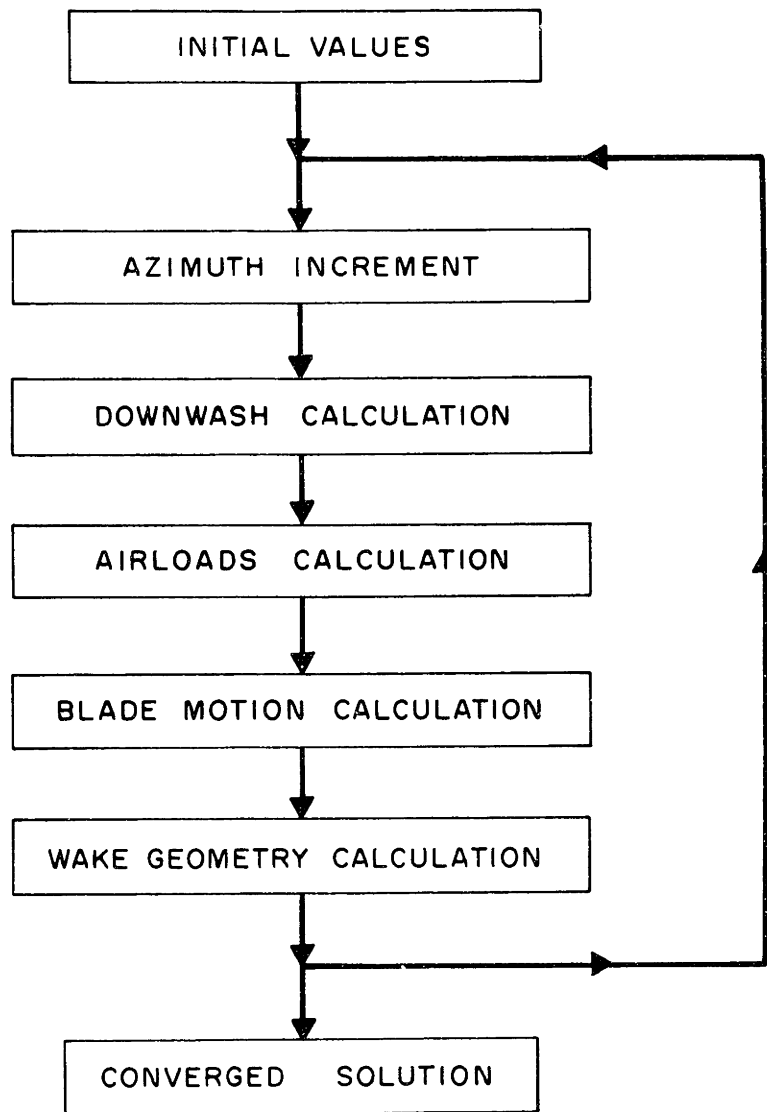 INITIAL VALUES
AZIMUTH INCREMENT
DOWNWASH CALCULATION
AIRLOADS CALCULATION
BLADE MOTION CALCULATION
WAKE GEOMETRY CALCULATION
CONVERGED SOLUTION